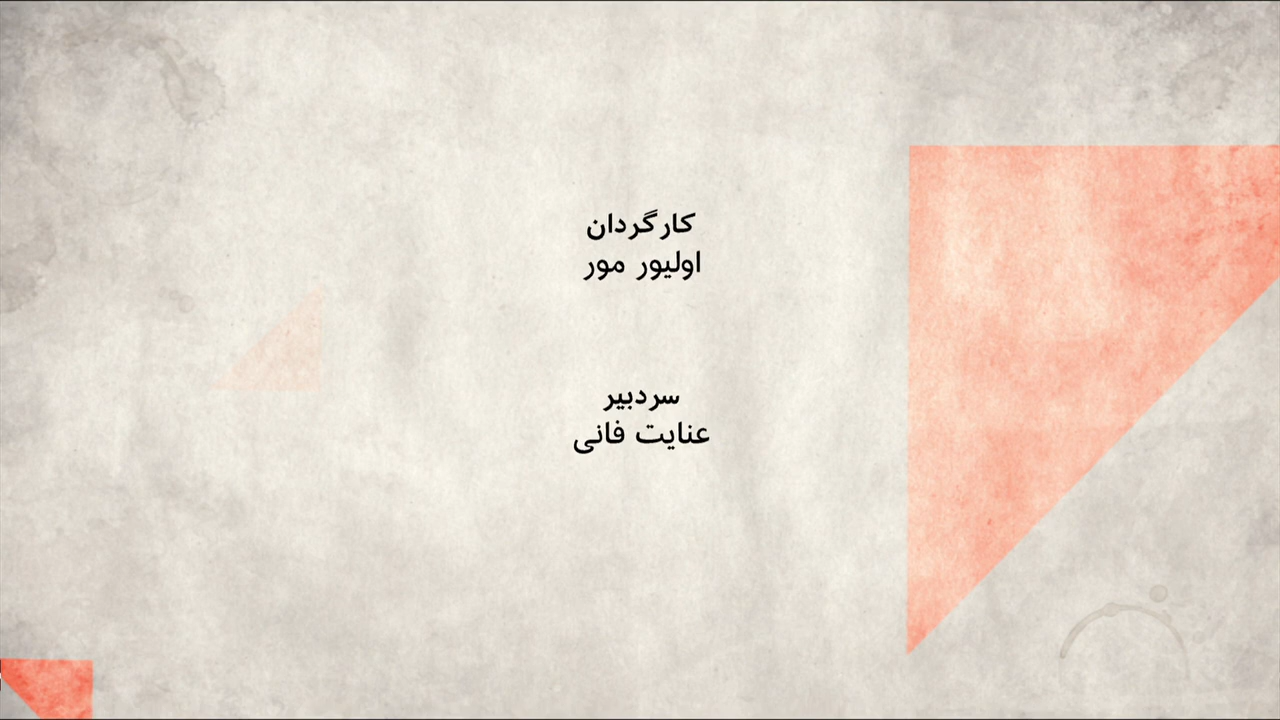 کارگردان
اولیور مور
سردبیر
عنایت فانی